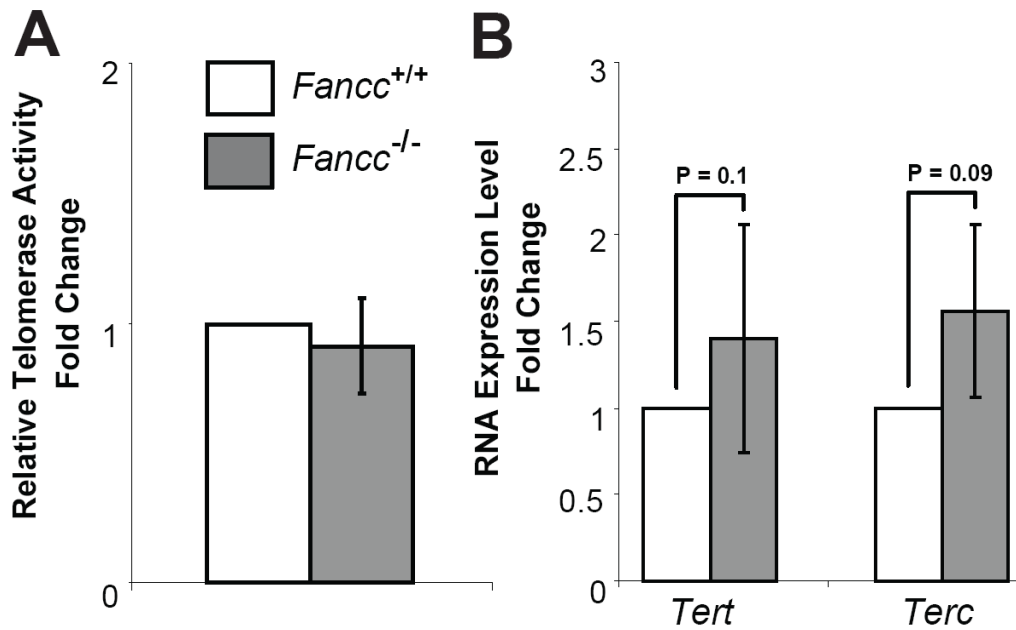 A
Relative Telomerase Activity
Fold Change
2
1
0
Fancc+/+
Fancc-/-
B
RNA Expression Level
Fold Change
3
2.5
2
1.5
1
0.5
0
P = 0.1
P = 0.09
Tert
Terc